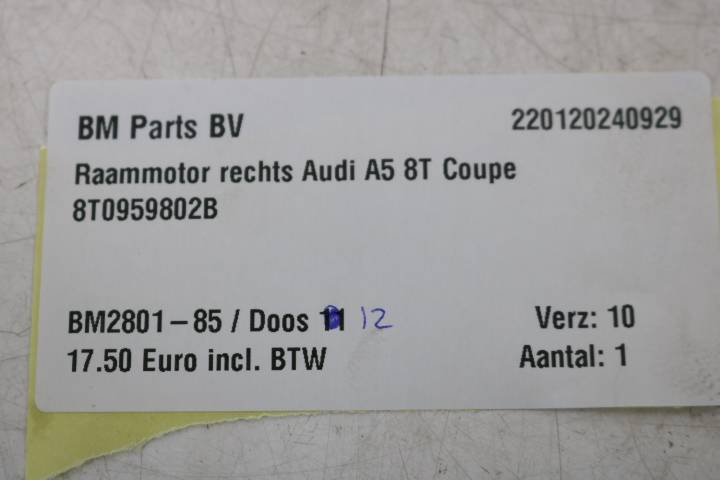 BM Parts BV 220120240929
Raammotor rechts Audi A5 8T Coupe
8T0959802B
BM2801-85 / Doos 11 12 Verz: 10
17.50 Euro incl. BTW Aantal: 1